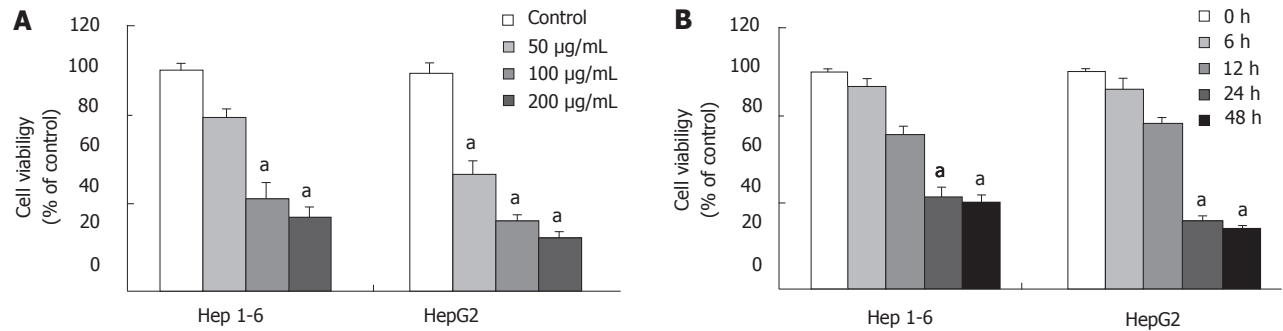 A
Cell viabiligy
(% of control)
120
100
80
60
40
20
0
Control
50 µg/mL
100 µg/mL
200 µg/mL
a
a
a
a
a
Hep 1-6
HepG2
B
Cell viabiligy
(% of control)
120
100
80
60
40
20
0
0 h
6 h
12 h
24 h
48 h
a
a
a
a
Hep 1-6
HepG2